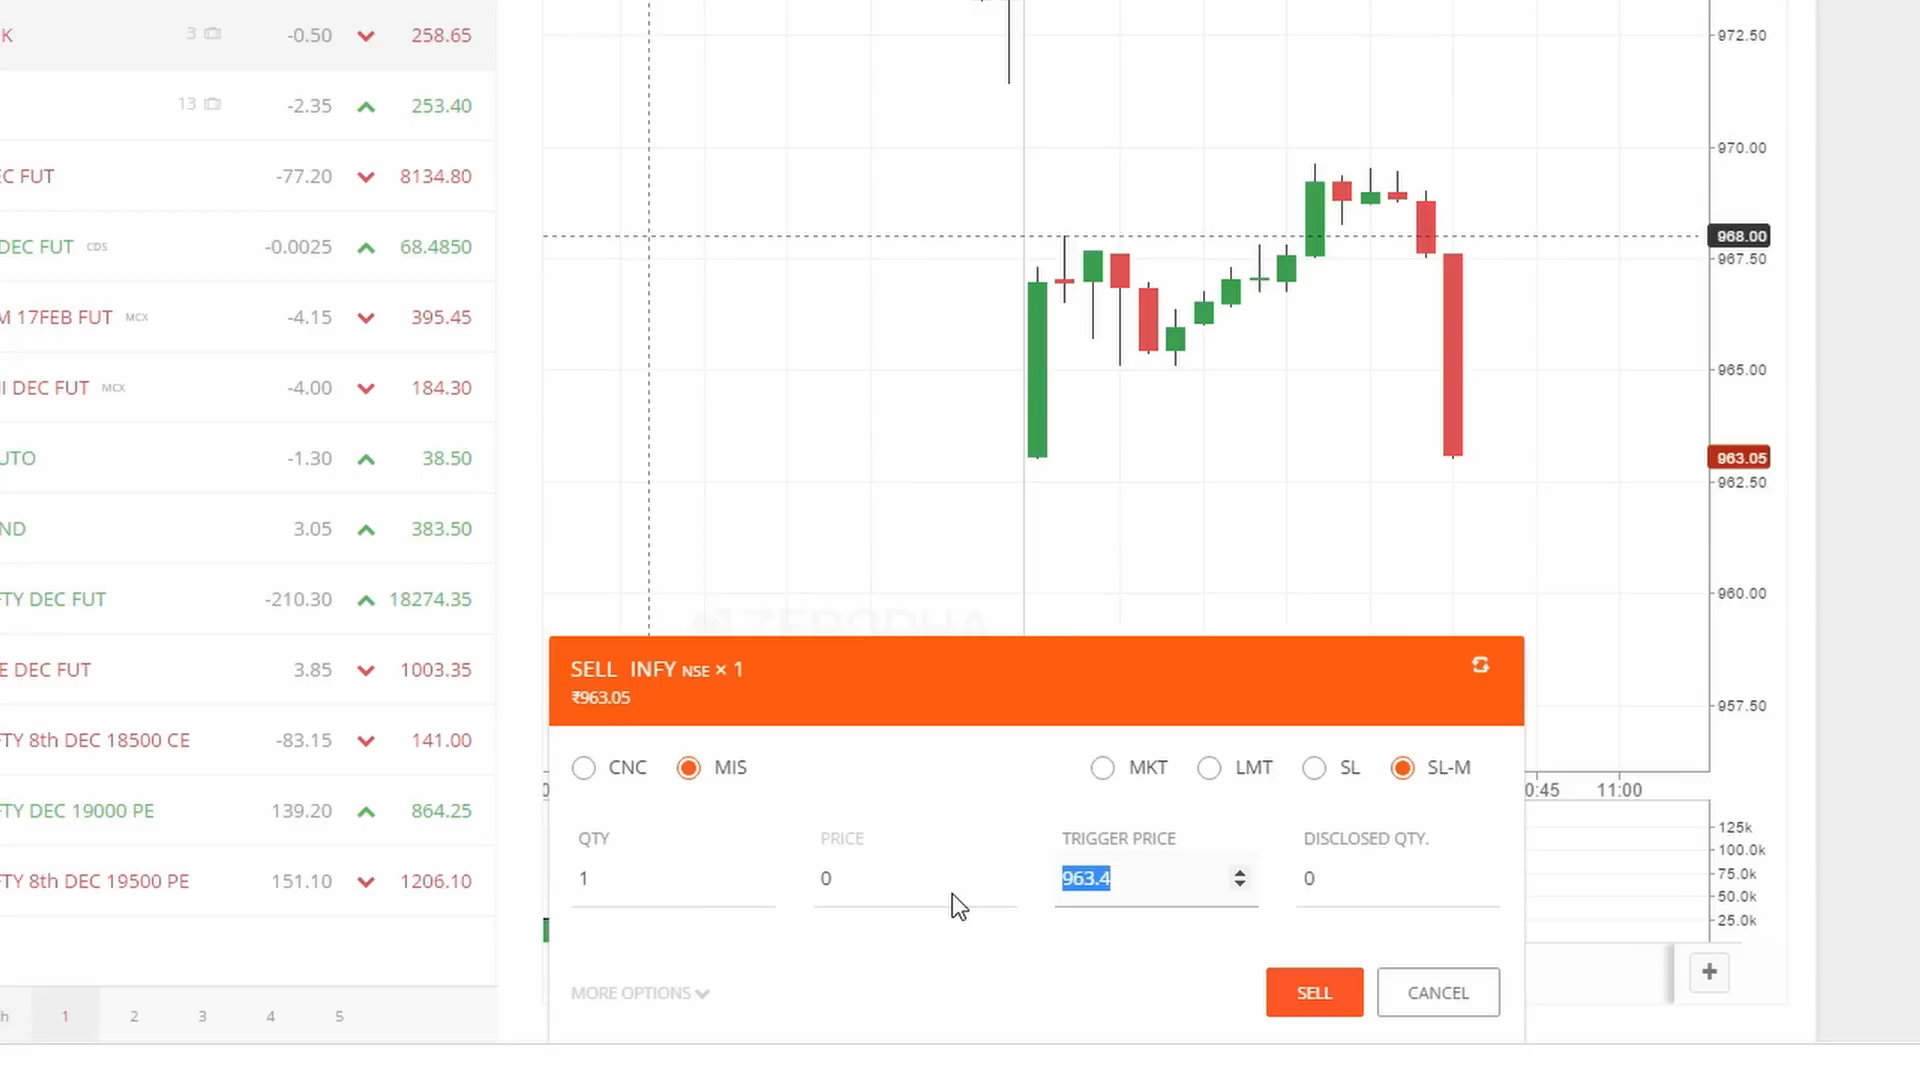 K 3 -0.50 258.65
13 -2.35 253.40
EC FUT -77.20 8134.80
DEC FUT CDS -0.0025 68.4850
M 17FEB FUT MCX -4.15 395.45
II DEC FUT MCX -4.00 184.30
UTO -1.30 38.50
ND 3.05 383.50
TY DEC FUT -210.30 18274.35
E DEC FUT 3.85 1003.35
TY 8th DEC 18500 CE -83.15 141.00
TY DEC 19000 PE 139.20 864.25
TY 8th DEC 19500 PE 151.10 1206.10
h 1 2 3 4 5
972.50
970.00
968.00
967.50
965.00
963.05
962.50
960.00
957.50
ZERODHA
SELL INFY NSE × 1
₹963.05
CNC MIS MKT LMT SL SL-M
0:45 11:00
QTY PRICE TRIGGER PRICE DISCLOSED QTY.
1 0 963.4 0
125k
100.0k
75.0k
50.0k
25.0k
MORE OPTIONS SELL CANCEL
+